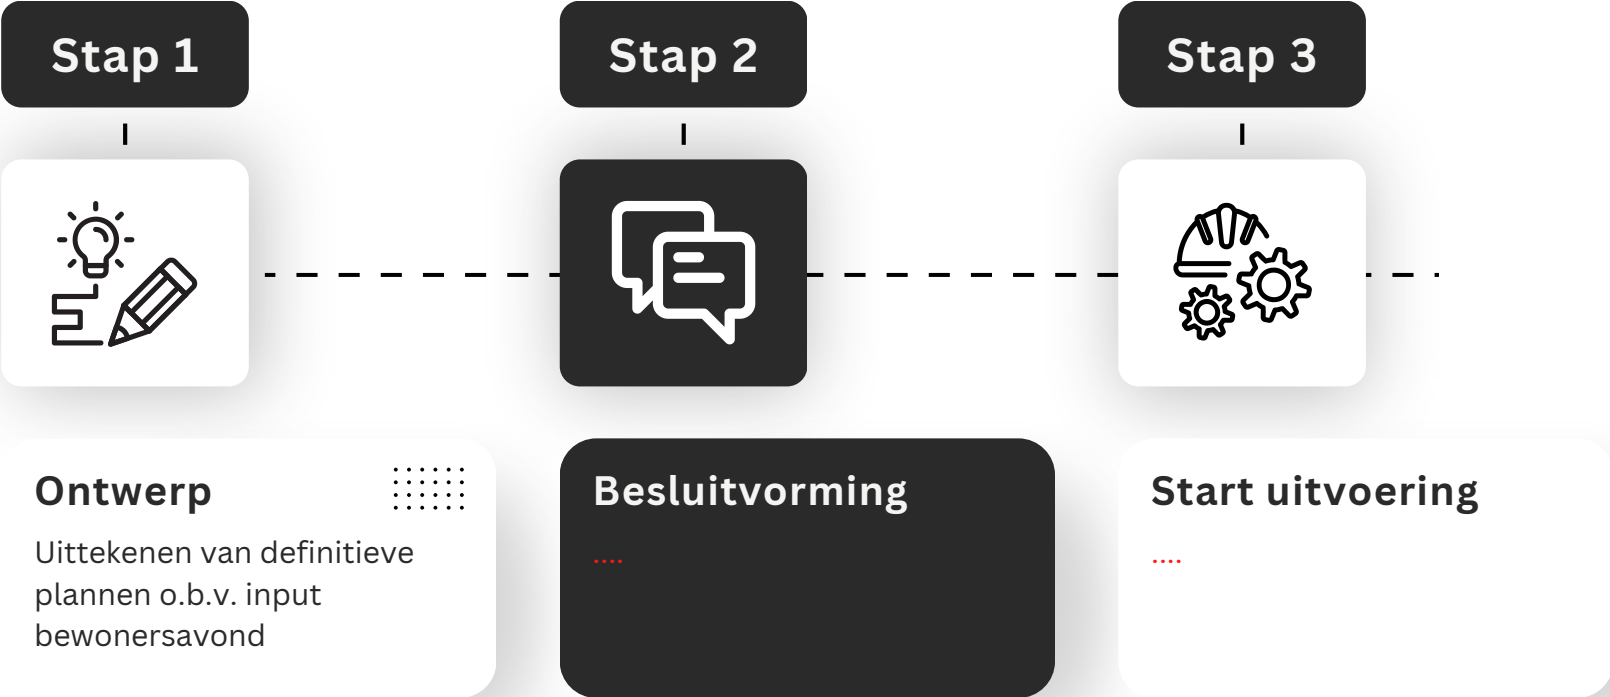 Stap 1
Stap 2
Stap 3
Ontwerp
Uittekenen van definitieve
plannen o.b.v. input
bewonersavond
Besluitvorming
....
Start uitvoering
....